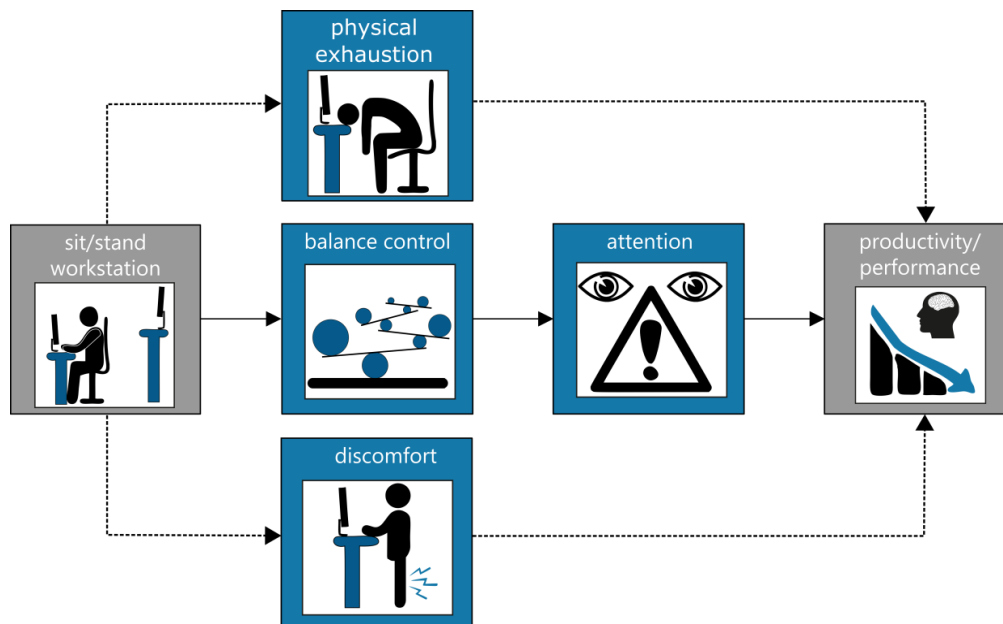 physical
exhaustion
sit/stand
workstation
balance control
attention
productivity/
performance
discomfort